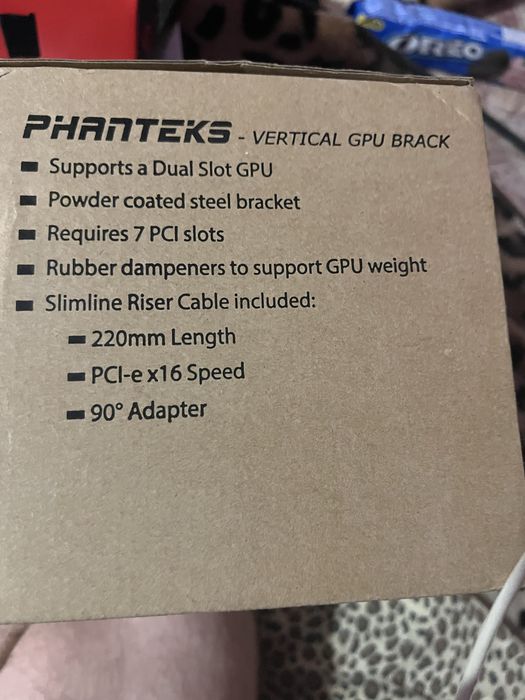 PHANTEKS - VERTICAL GPU BRACK
Supports a Dual Slot GPU
Powder coated steel bracket
Requires 7 PCI slots
Rubber dampeners to support GPU weight
Slimline Riser Cable included:
220mm Length
PCI-e x16 Speed
90° Adapter
OREO